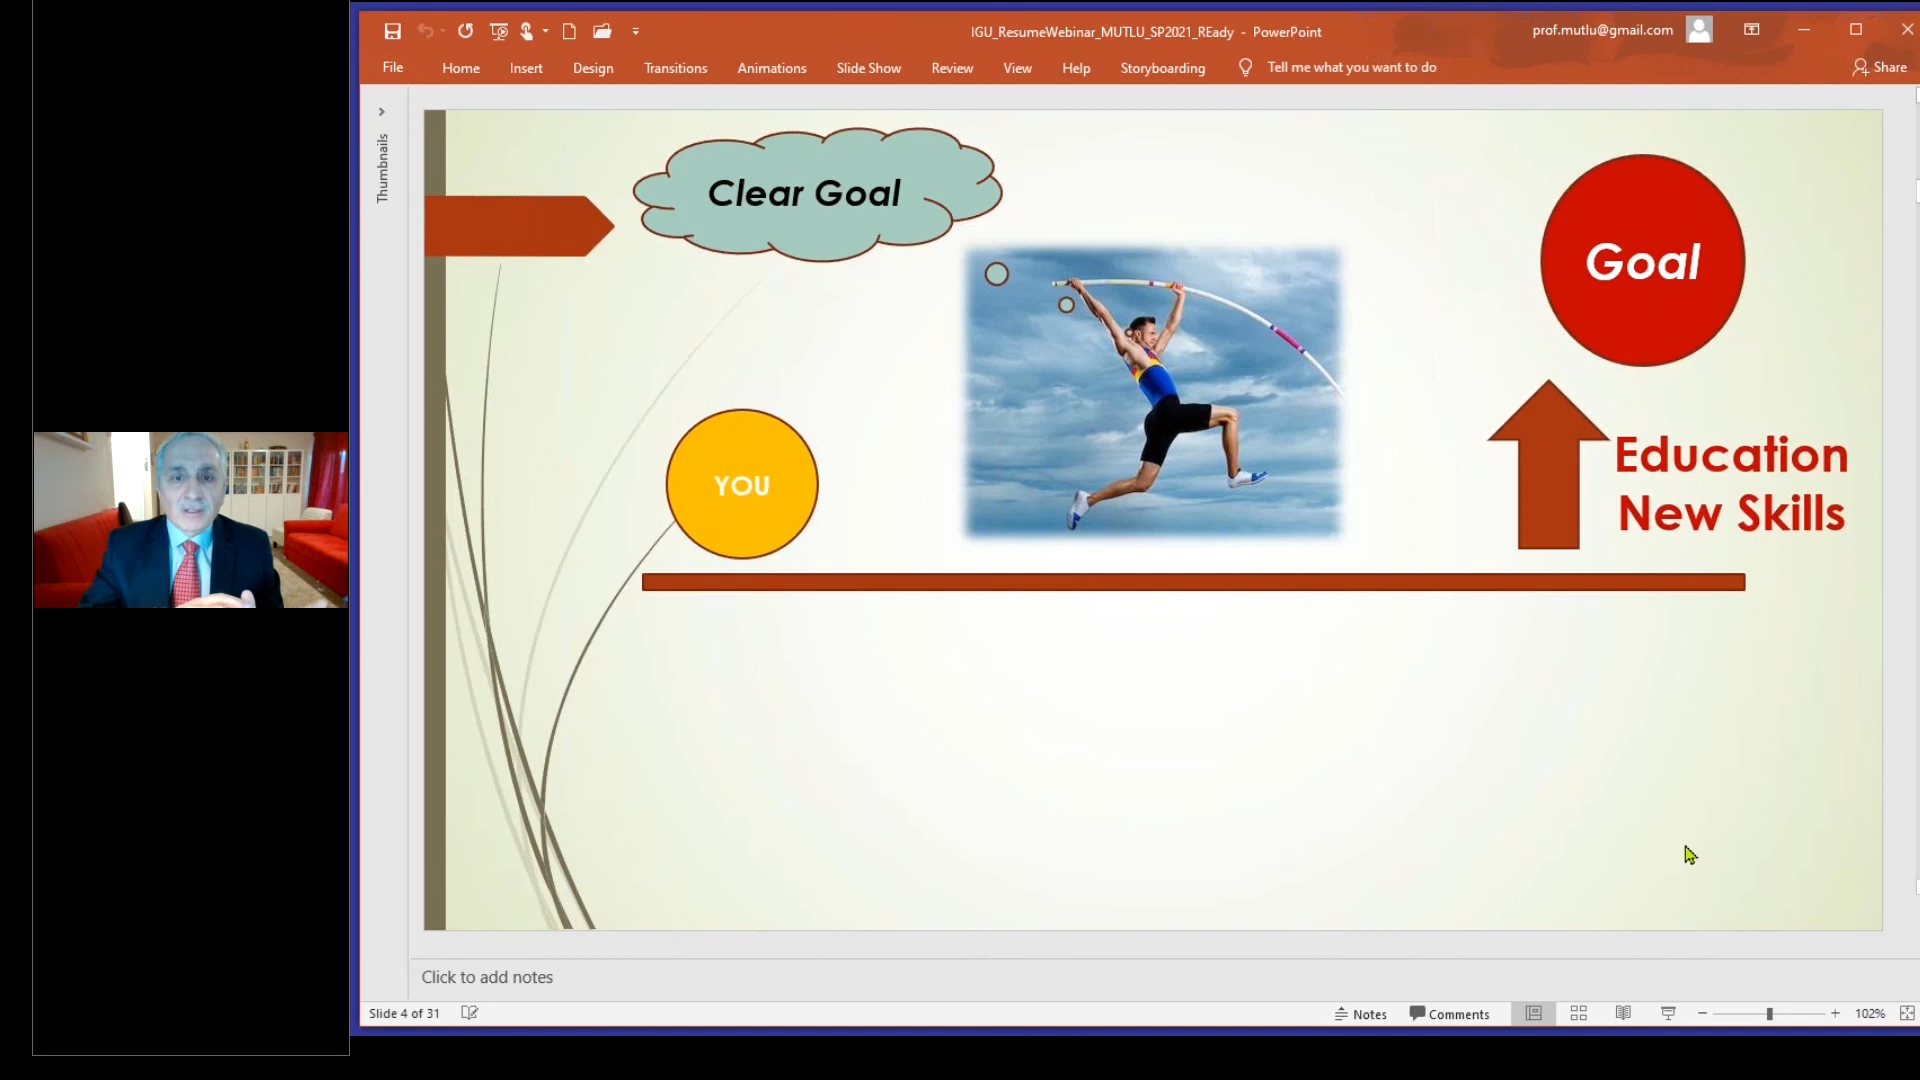 IGU_ResumeWebinar_MUTLU_SP2021_REady - PowerPoint
prof.mutlu@gmail.com
File Home Insert Design Transitions Animations Slide Show Review View Help Storyboarding Tell me what you want to do Share
Thumbnails
Clear Goal
Goal
YOU
Education
New Skills
Click to add notes
Slide 4 of 31
Notes Comments 102%